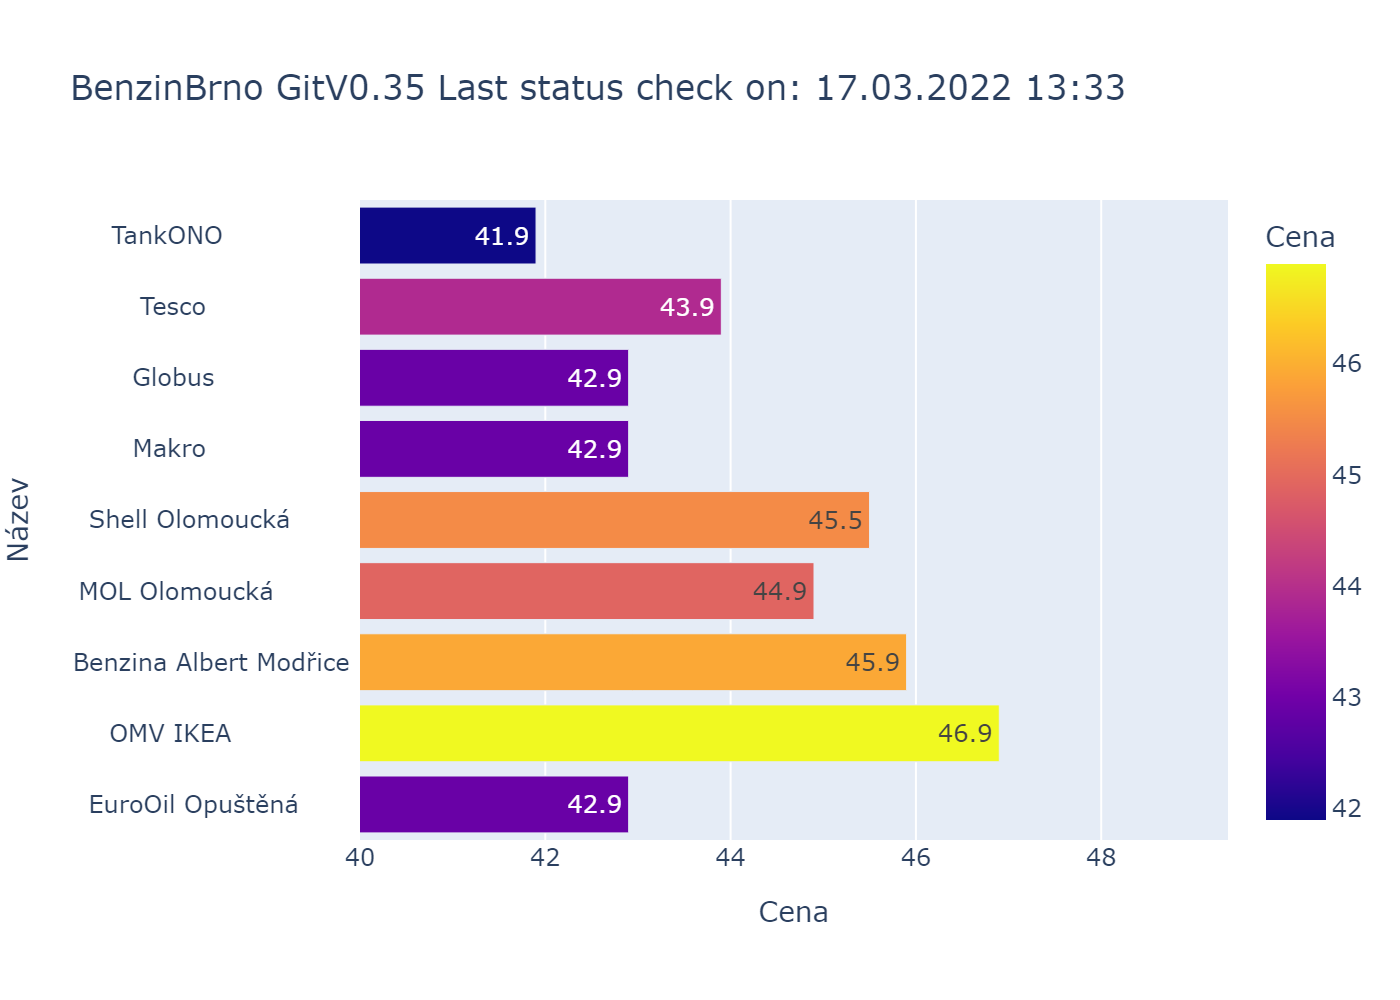 BenzinBrno GitV0.35 Last status check on: 17.03.2022 13:33
Název
TankONO 41.9
Tesco 43.9
Globus 42.9
Makro 42.9
Shell Olomoucká 45.5
MOL Olomoucká 44.9
Benzina Albert Modřice 45.9
OMV IKEA 46.9
EuroOil Opuštěná 42.9
40 42 44 46 48
Cena
Cena
46
45
44
43
42